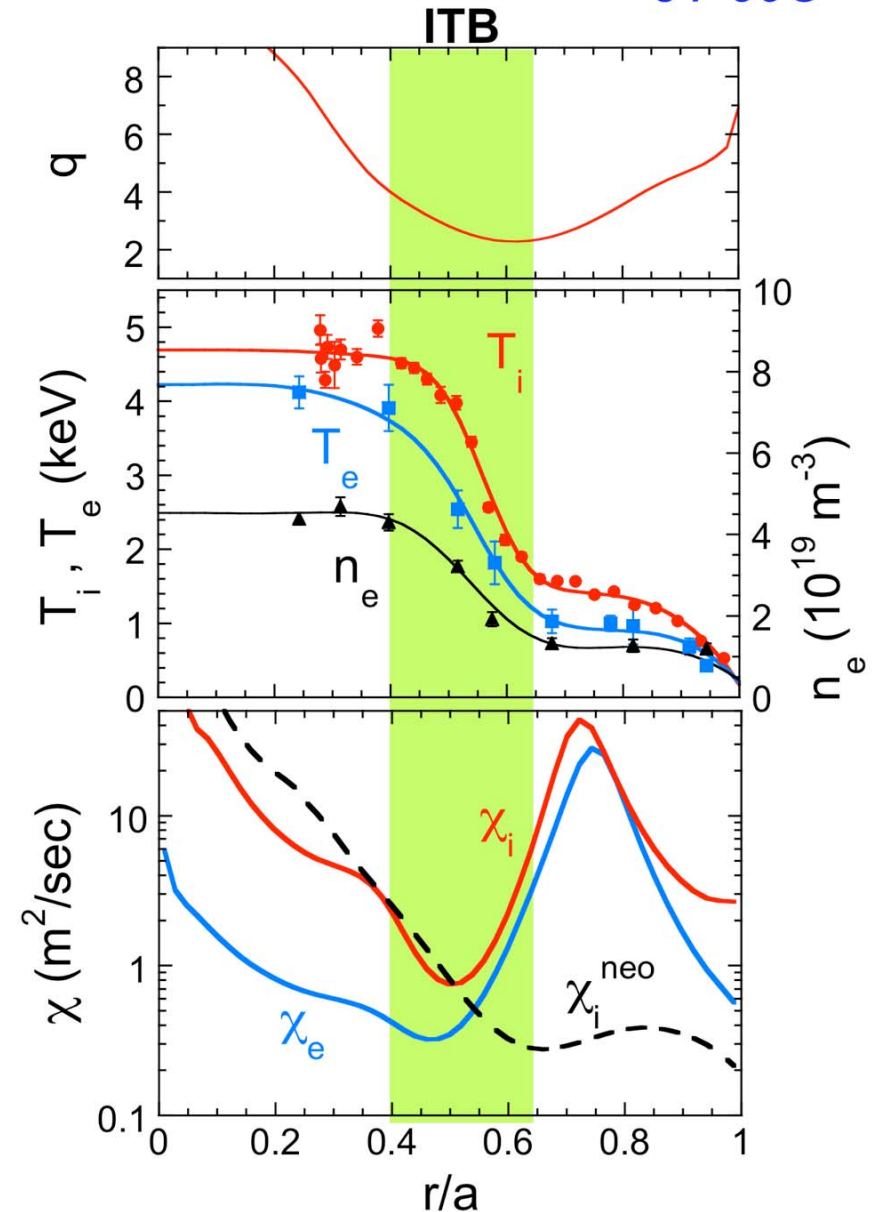 ITB
8
6
4
2
q
10
8
6
4
2
0
5
4
3
2
1
0
T_i
T_e
n_e
T_i , T_e (keV)
n_e (10^19 m^-3)
10
1
0.1
χ_i
χ_e
χ_i^neo
χ (m^2/sec)
0 0.2 0.4 0.6 0.8 1
r/a